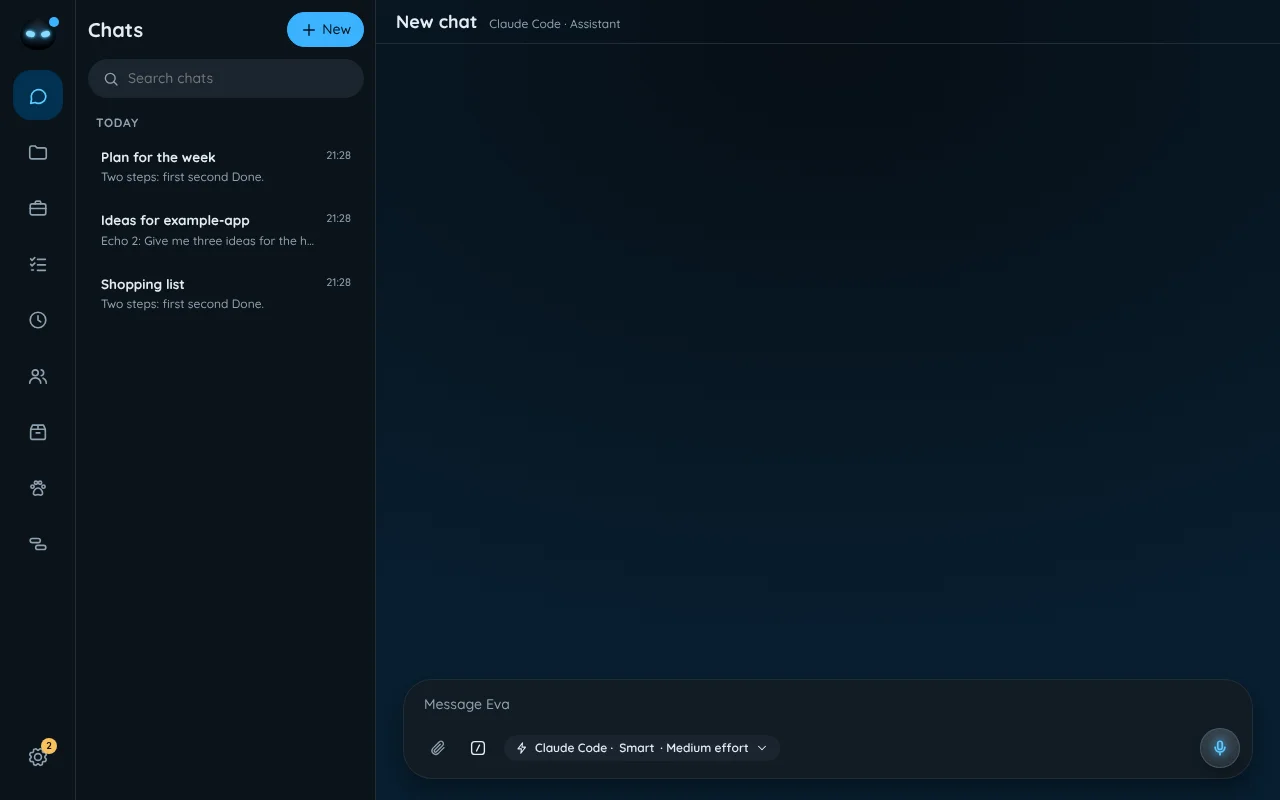 Chats
New
Search chats
TODAY
Plan for the week 21:28
Two steps: first second Done.
Ideas for example-app 21:28
Echo 2: Give me three ideas for the h…
Shopping list 21:28
Two steps: first second Done.
2
New chat Claude Code · Assistant
Message Eva
Claude Code · Smart · Medium effort